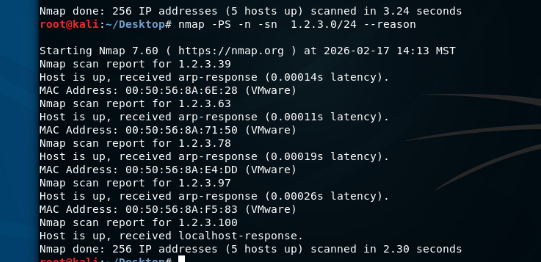 Nmap done: 256 IP addresses (5 hosts up) scanned in 3.24 seconds
root@kali:~/Desktop# nmap -PS -n -sn  1.2.3.0/24 --reason
Starting Nmap 7.60 ( https://nmap.org ) at 2026-02-17 14:13 MST
Nmap scan report for 1.2.3.39
Host is up, received arp-response (0.00014s latency).
MAC Address: 00:50:56:8A:6E:28 (VMware)
Nmap scan report for 1.2.3.63
Host is up, received arp-response (0.00011s latency).
MAC Address: 00:50:56:8A:71:50 (VMware)
Nmap scan report for 1.2.3.78
Host is up, received arp-response (0.00019s latency).
MAC Address: 00:50:56:8A:E4:DD (VMware)
Nmap scan report for 1.2.3.97
Host is up, received arp-response (0.00026s latency).
MAC Address: 00:50:56:8A:F5:83 (VMware)
Nmap scan report for 1.2.3.100
Host is up, received localhost-response.
Nmap done: 256 IP addresses (5 hosts up) scanned in 2.30 seconds
root@kali:~/Desktop#